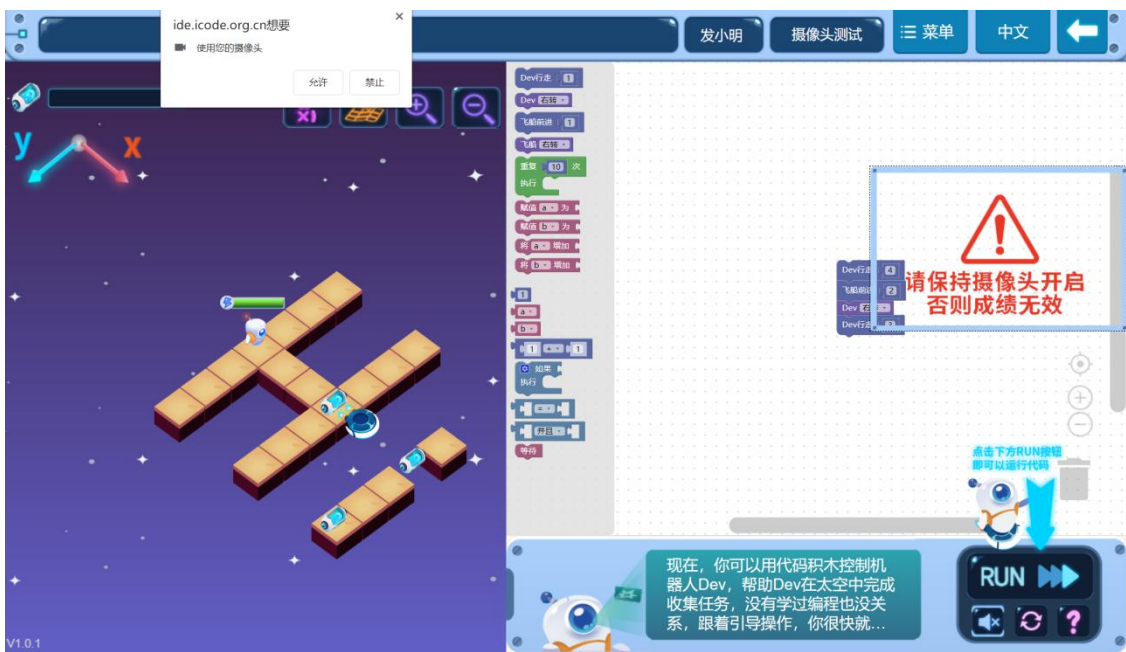 ide.icode.org.cn想要
×
使用您的摄像头
允许 禁止
发小明
摄像头测试
菜单
中文
y
x
Dev行走 1
Dev 右转
飞船前进 1
飞船 右转
重复 10 次
执行
赋值 a 为
赋值 b 为
将 a 增加
将 b 增加
1
a
b
1 + 1
如果
执行
=
并且
等待
Dev行走 4
飞船前进 2
Dev
Dev行走
请保持摄像头开启
否则成绩无效
点击下方RUN按钮
即可以运行代码
现在，你可以用代码积木控制机
器人Dev，帮助Dev在太空中完成
收集任务，没有学过编程也没关
系，跟着引导操作，你很快就...
RUN
?
V1.0.1